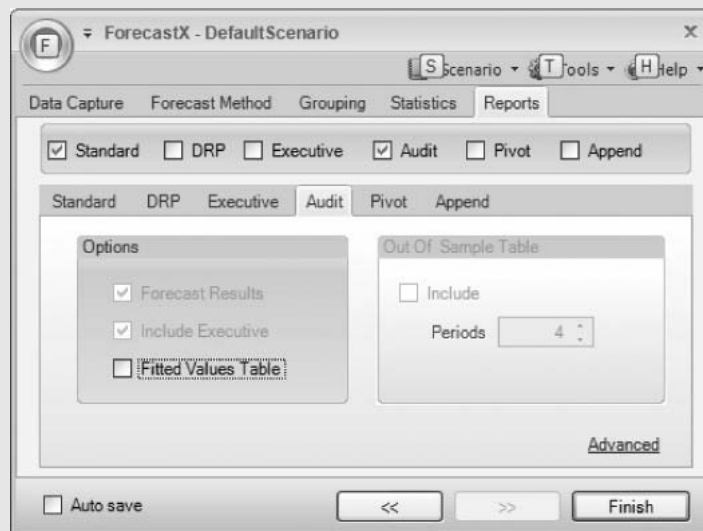 F ForecastX - DefaultScenario x
S Scenario T Tools H Help
Data Capture Forecast Method Grouping Statistics Reports
Standard DRP Executive Audit Pivot Append
Standard DRP Executive Audit Pivot Append
Options
Forecast Results
Include Executive
Fitted Values Table
Out Of Sample Table
Include
Periods 4
Advanced
Auto save << >> Finish